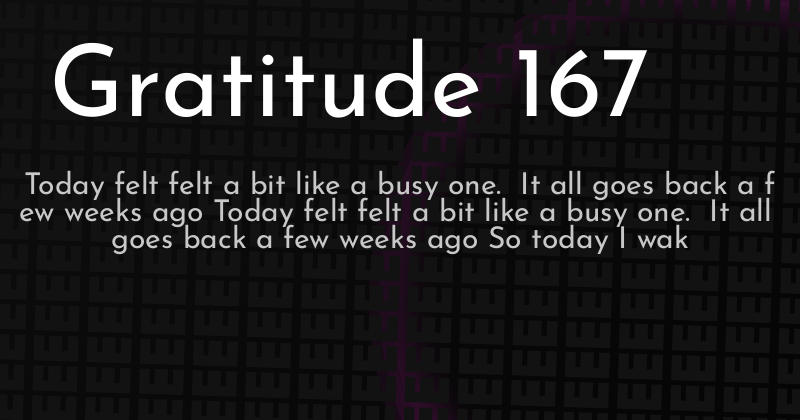 Gratitude 167
Today felt felt a bit like a busy one.  It all goes back a f
ew weeks ago Today felt felt a bit like a busy one.  It all
goes back a few weeks ago So today I wak